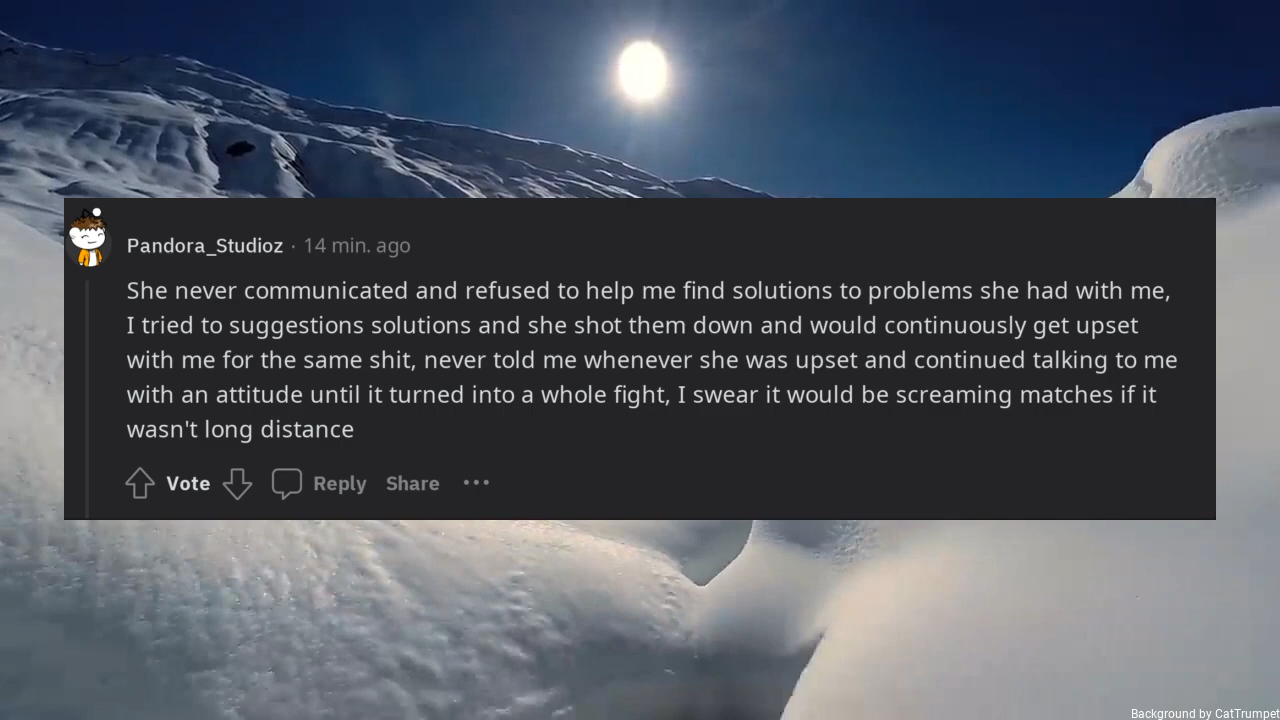 Pandora_Studioz · 14 min. ago
She never communicated and refused to help me find solutions to problems she had with me,
I tried to suggestions solutions and she shot them down and would continuously get upset
with me for the same shit, never told me whenever she was upset and continued talking to me
with an attitude until it turned into a whole fight, I swear it would be screaming matches if it
wasn't long distance
Vote Reply Share ···
Background by CatTrumpet